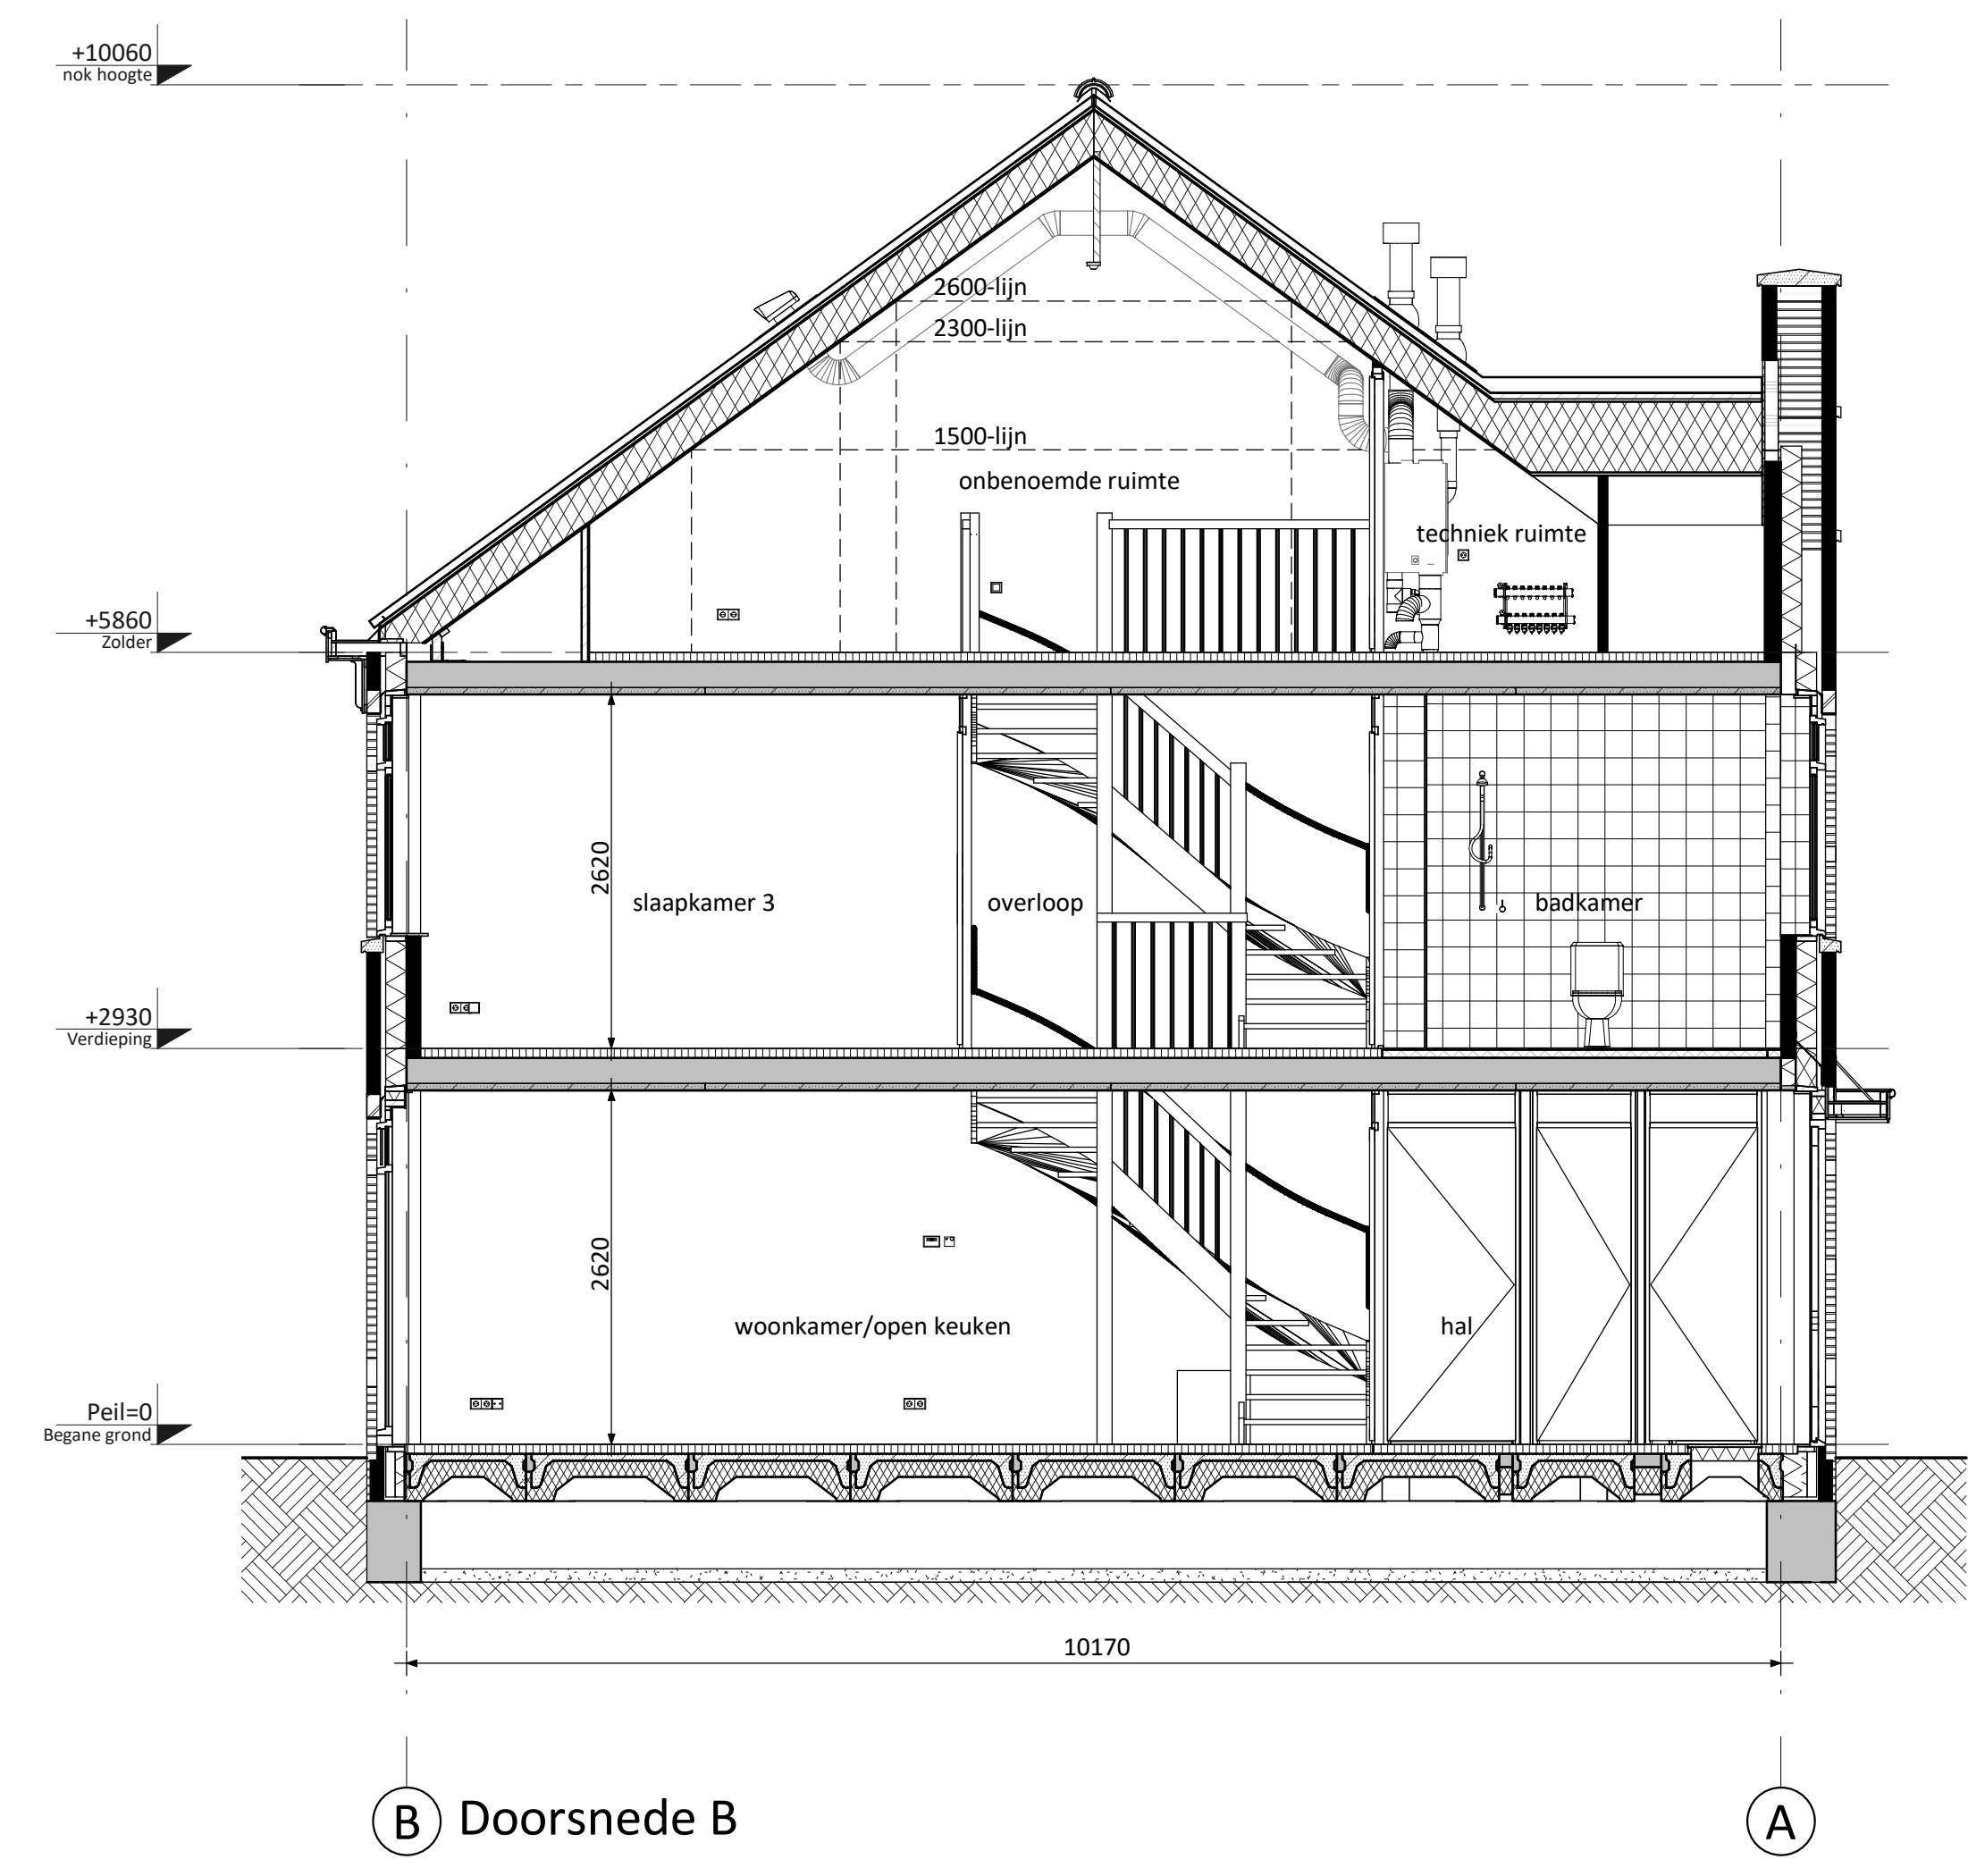 +10060
nok hoogte
2600-lijn
2300-lijn
1500-lijn
onbenoemde ruimte
techniek ruimte
+5860
Zolder
2620
slaapkamer 3
overloop
badkamer
+2930
Verdieping
2620
woonkamer/open keuken
hal
Peil=0
Begane grond
10170
B Doorsnede B
A